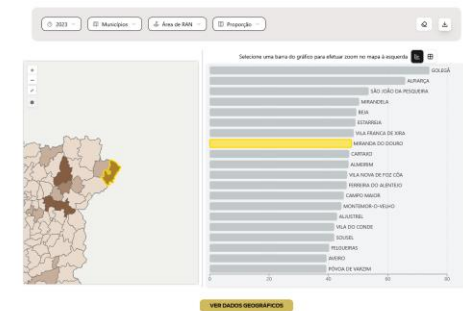 2023
Municípios
Área de RAN
Proporção
Selecione uma barra do gráfico para efetuar zoom no mapa à esquerda
GOLEGÃ
ALPIARÇA
SÃO JOÃO DA PESQUEIRA
MIRANDELA
BEJA
ESTARREJA
VILA FRANCA DE XIRA
MIRANDA DO DOURO
CARTAXO
ALMEIRIM
VILA NOVA DE FOZ CÔA
FERREIRA DO ALENTEJO
CAMPO MAIOR
MONTEMOR-O-VELHO
ALJUSTREL
VILA DO CONDE
SOUSEL
FELGUEIRAS
AVEIRO
PÓVOA DE VARZIM
0 20 40 60 80
VER DADOS GEOGRÁFICOS